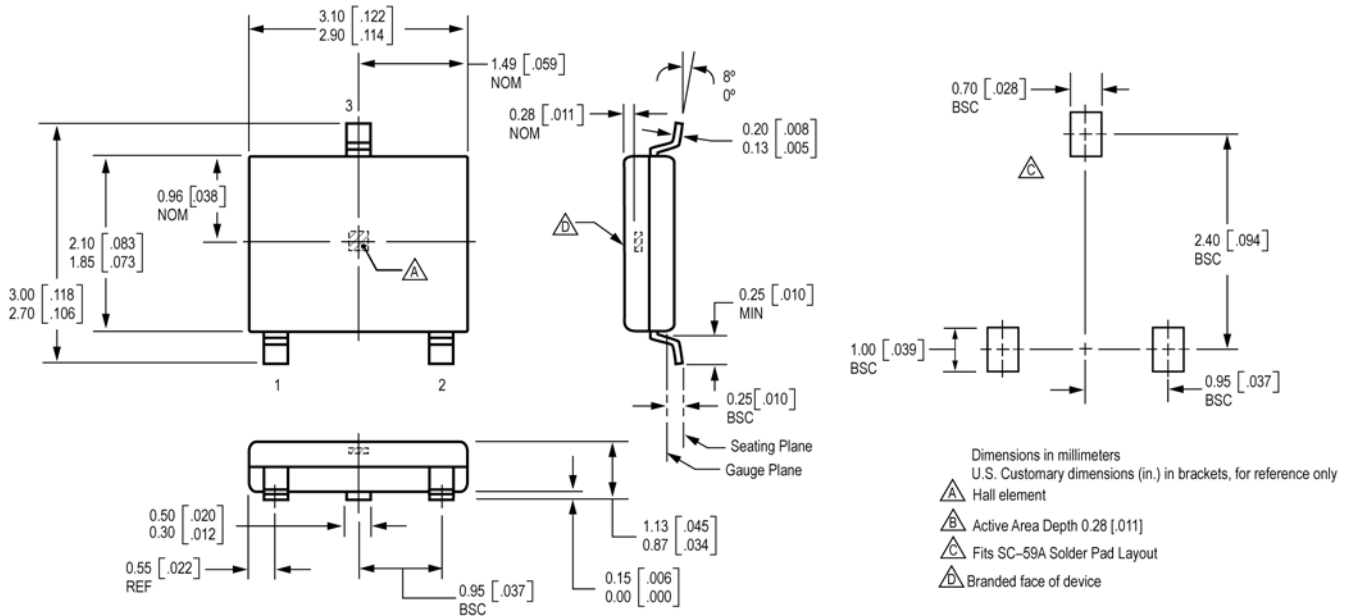 3.10 [.122
2.90 .114]
1.49 [.059]
NOM
3
0.96 [.038]
NOM
2.10 [.083
1.85 .073]
3.00 [.118
2.70 .106]
A
1
2
0.28 [.011]
NOM
8º
0º
0.20 [.008
0.13 .005]
D
0.25 [.010]
MIN
0.25 [.010]
BSC
Seating Plane
Gauge Plane
0.50 [.020
0.30 .012]
0.55 [.022]
REF
0.95 [.037]
BSC
1.13 [.045
0.87 .034]
0.15 [.006
0.00 .000]
0.70 [.028]
BSC
C
2.40 [.094]
BSC
1.00 [.039]
BSC
0.95 [.037]
BSC
Dimensions in millimeters
U.S. Customary dimensions (in.) in brackets, for reference only
A Hall element
B Active Area Depth 0.28 [.011]
C Fits SC–59A Solder Pad Layout
D Branded face of device